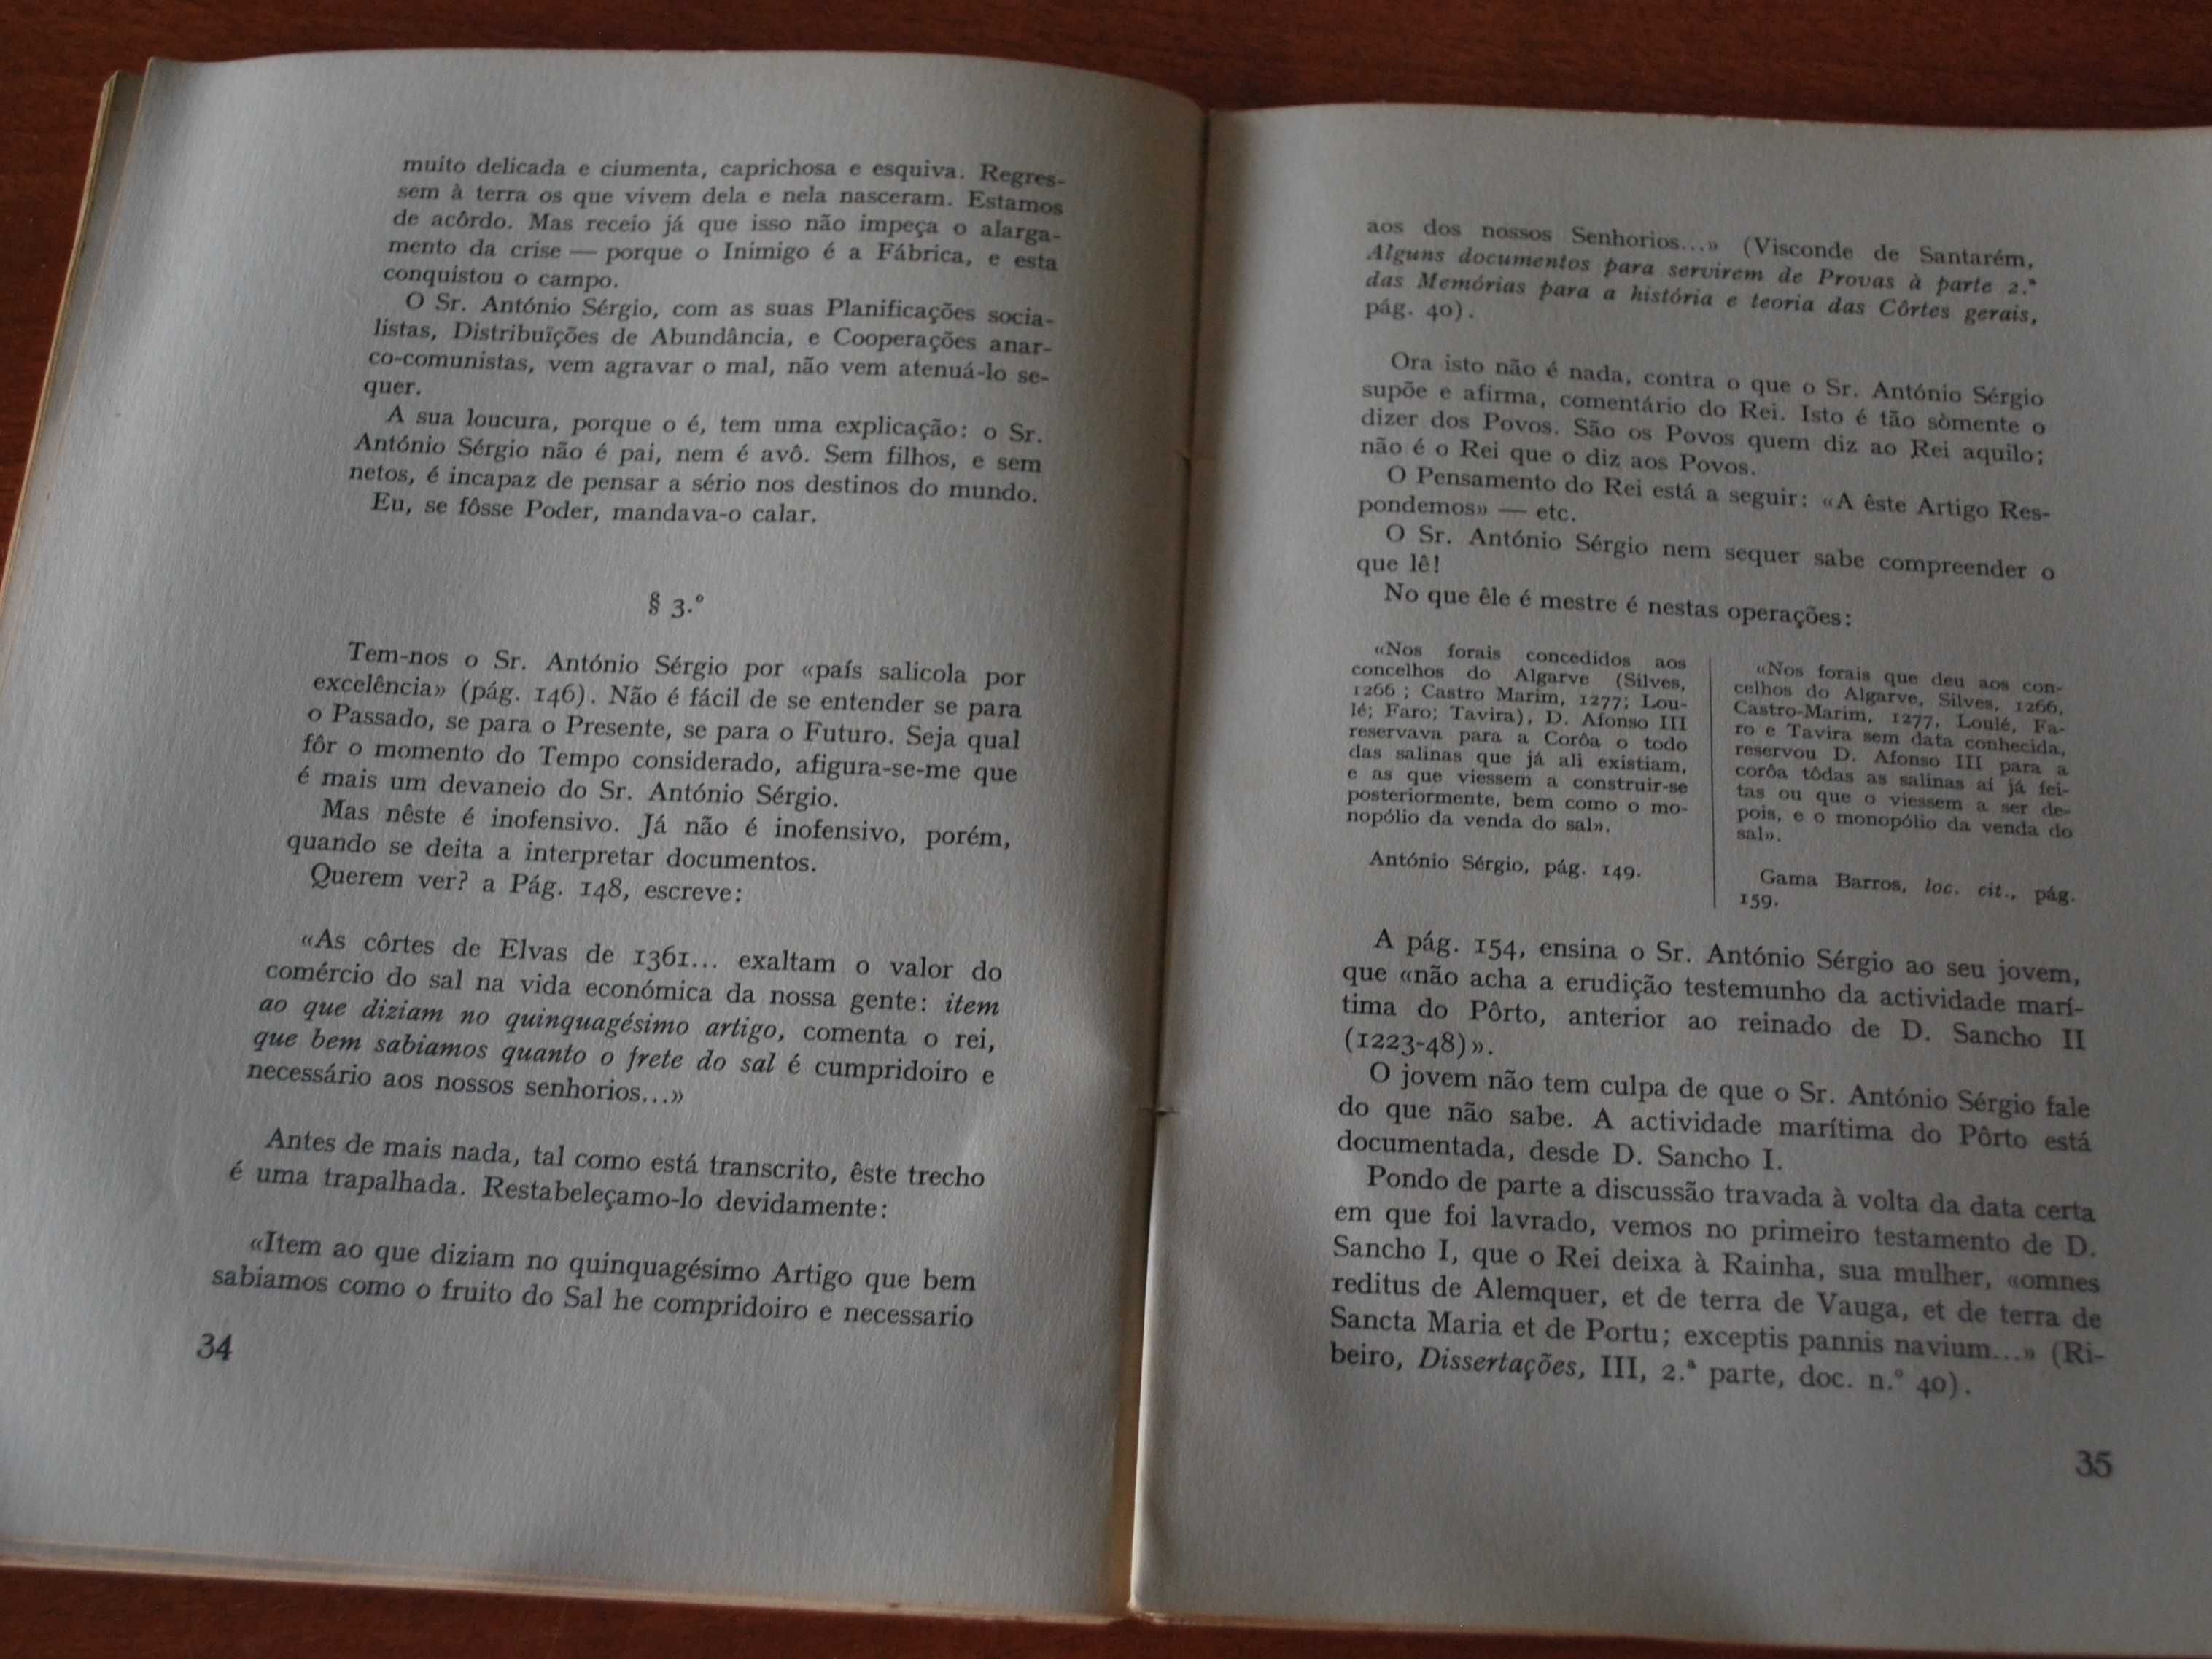 muito delicada e ciumenta, caprichosa e esquiva. Regres-
sem à terra os que vivem dela e nela nasceram. Estamos
de acôrdo. Mas receio já que isso não impeça o alarga-
mento da crise — porque o Inimigo é a Fábrica, e esta
conquistou o campo.
O Sr. António Sérgio, com as suas Planificações socia-
listas, Distribuïções de Abundância, e Cooperações anar-
co-comunistas, vem agravar o mal, não vem atenuá-lo se-
quer.
A sua loucura, porque o é, tem uma explicação: o Sr.
António Sérgio não é pai, nem é avô. Sem filhos, e sem
netos, é incapaz de pensar a sério nos destinos do mundo.
Eu, se fôsse Poder, mandava-o calar.
§ 3.º
Tem-nos o Sr. António Sérgio por «país salicola por
excelência» (pág. 146). Não é fácil de se entender se para
o Passado, se para o Presente, se para o Futuro. Seja qual
fôr o momento do Tempo considerado, afigura-se-me que
é mais um devaneio do Sr. António Sérgio.
Mas nêste é inofensivo. Já não é inofensivo, porém,
quando se deita a interpretar documentos.
Querem ver? a Pág. 148, escreve:
«As côrtes de Elvas de 1361... exaltam o valor do
comércio do sal na vida económica da nossa gente: item
ao que diziam no quinquagésimo artigo, comenta o rei,
que bem sabiamos quanto o frete do sal é cumpridoiro e
necessário aos nossos senhorios...»
Antes de mais nada, tal como está transcrito, êste trecho
é uma trapalhada. Restabeleçamo-lo devidamente:
«Item ao que diziam no quinquagésimo Artigo que bem
sabiamos como o fruito do Sal he compridoiro e necessario
34
aos dos nossos Senhorios...» (Visconde de Santarém,
Alguns documentos para servirem de Provas à parte 2.ª
das Memórias para a história e teoria das Côrtes gerais,
pág. 40).
Ora isto não é nada, contra o que o Sr. António Sérgio
supõe e afirma, comentário do Rei. Isto é tão sòmente o
dizer dos Povos. São os Povos quem diz ao Rei aquilo;
não é o Rei que o diz aos Povos.
O Pensamento do Rei está a seguir: «A êste Artigo Res-
pondemos» — etc.
O Sr. António Sérgio nem sequer sabe compreender o
que lê!
No que êle é mestre é nestas operações:
«Nos forais concedidos aos
concelhos do Algarve (Silves,
1266 ; Castro Marim, 1277; Lou-
lé; Faro; Tavira), D. Afonso III
reservava para a Corôa o todo
das salinas que já ali existiam,
e as que viessem a construir-se
posteriormente, bem como o mo-
nopólio da venda do sal».
António Sérgio, pág. 149.
«Nos forais que deu aos con-
celhos do Algarve, Silves, 1266,
Castro-Marim, 1277, Loulé, Fa-
ro e Tavira sem data conhecida,
reservou D. Afonso III para a
corôa tôdas as salinas aí já fei-
tas ou que o viessem a ser de-
pois, e o monopólio da venda do
sal».
Gama Barros, loc. cit., pág.
159.
A pág. 154, ensina o Sr. António Sérgio ao seu jovem,
que «não acha a erudição testemunho da actividade marí-
tima do Pôrto, anterior ao reinado de D. Sancho II
(1223-48)».
O jovem não tem culpa de que o Sr. António Sérgio fale
do que não sabe. A actividade marítima do Pôrto está
documentada, desde D. Sancho I.
Pondo de parte a discussão travada à volta da data certa
em que foi lavrado, vemos no primeiro testamento de D.
Sancho I, que o Rei deixa à Rainha, sua mulher, «omnes
reditus de Alemquer, et de terra de Vauga, et de terra de
Sancta Maria et de Portu; exceptis pannis navium...» (Ri-
beiro, Dissertações, III, 2.ª parte, doc. n.º 40).
35